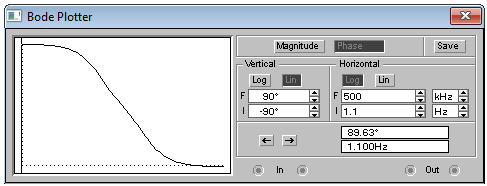 Bode Plotter
Magnitude Phase Save
Vertical Horizontal
Log Lin Log Lin
F 90° F 500 kHz
I -90° I 1.1 Hz
← → 89.63°
1.100Hz
In Out